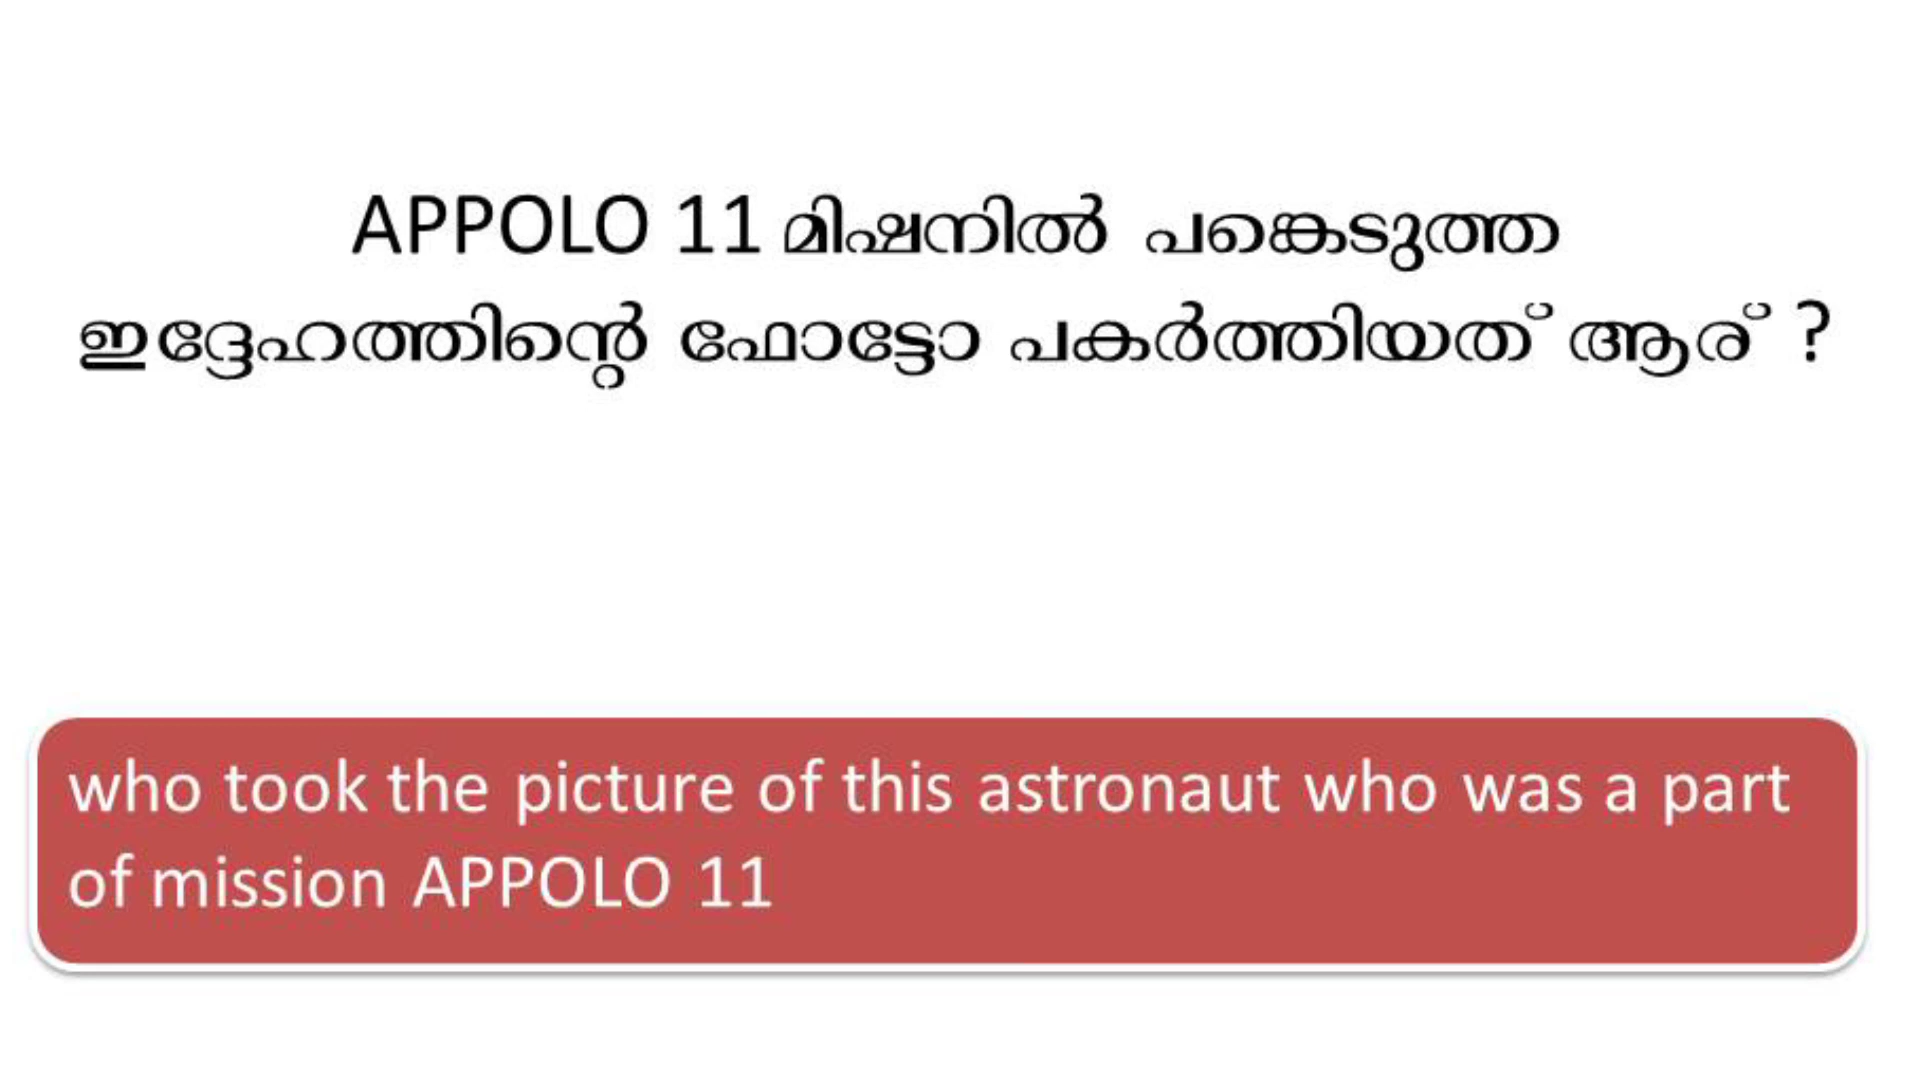 APPOLO 11 മിഷനിൽ പങ്കെടുത്ത
ഇദ്ദേഹത്തിന്റെ ഫോട്ടോ പകർത്തിയത് ആര് ?
who took the picture of this astronaut who was a part
of mission APPOLO 11